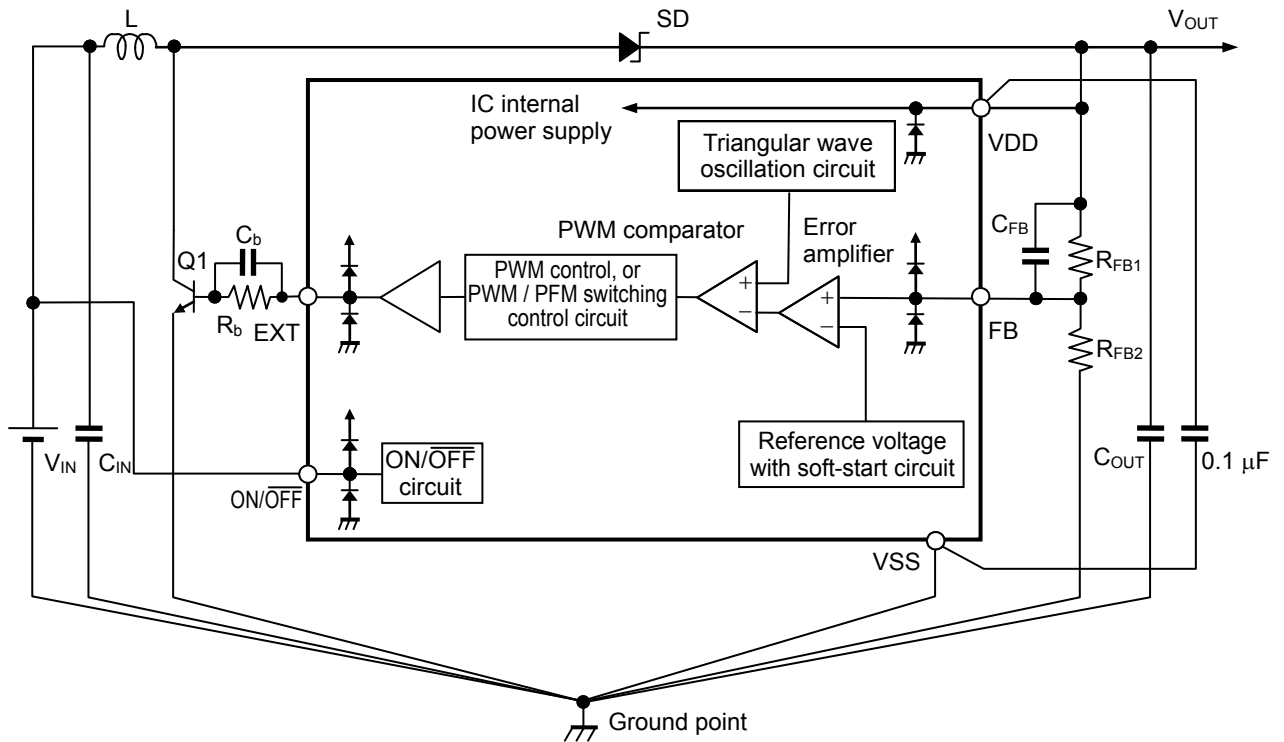 L
SD
VOUT
IC internal
power supply
VDD
Triangular wave
oscillation circuit
CFB
RFB1
PWM comparator
Error
amplifier
Cb
Q1
Rb
EXT
PWM control, or
PWM / PFM switching
control circuit
+
−
+
−
FB
RFB2
VIN
CIN
ON/O̅F̅F̅
ON/O̅F̅F̅
circuit
Reference voltage
with soft-start circuit
COUT
0.1 μF
VSS
Ground point